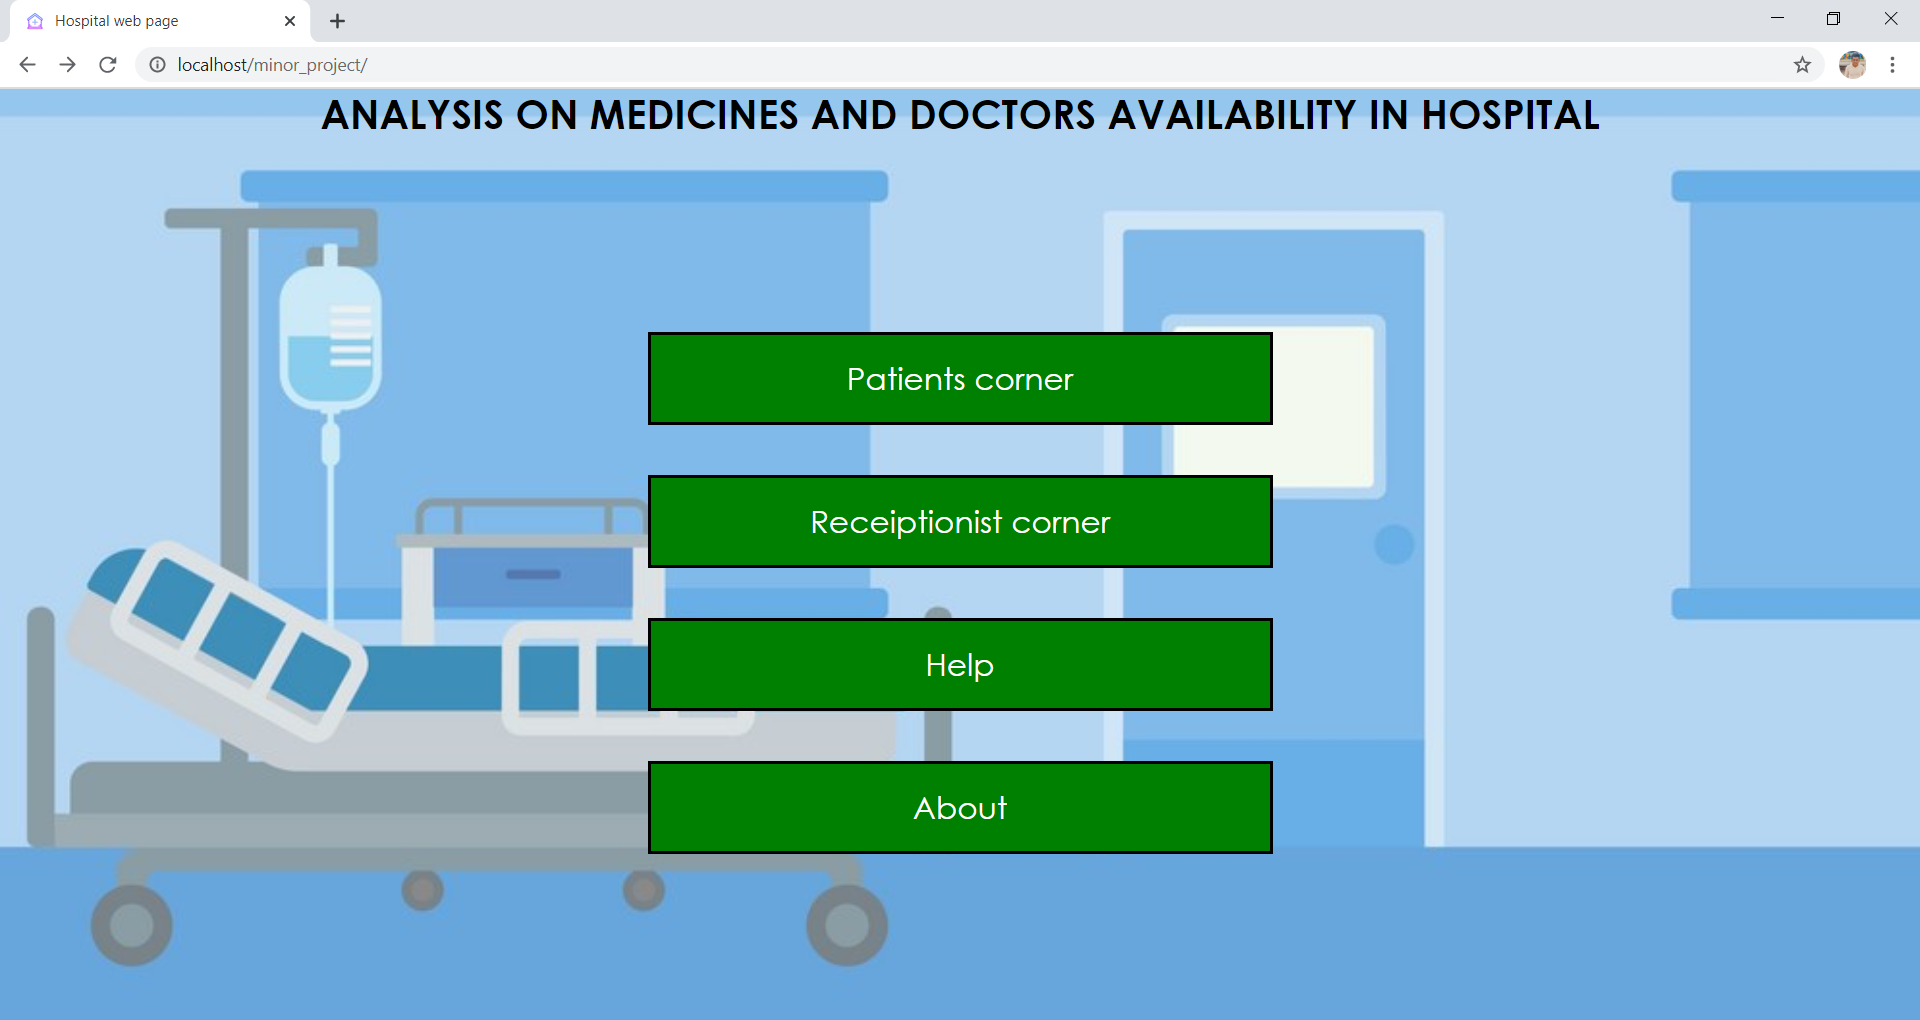 Hospital web page
localhost/minor_project/
ANALYSIS ON MEDICINES AND DOCTORS AVAILABILITY IN HOSPITAL
Patients corner
Receiptionist corner
Help
About